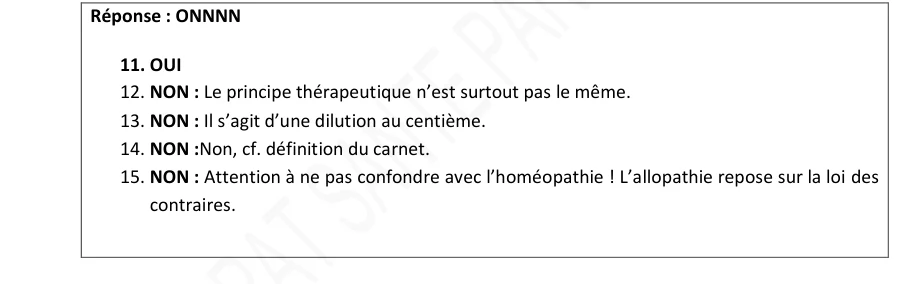 Réponse : ONNNN
11. OUI
12. NON : Le principe thérapeutique n’est surtout pas le même.
13. NON : Il s’agit d’une dilution au centième.
14. NON :Non, cf. définition du carnet.
15. NON : Attention à ne pas confondre avec l’homéopathie ! L’allopathie repose sur la loi des
contraires.